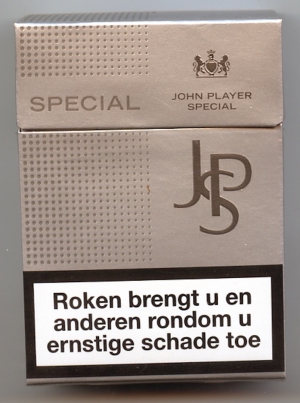 SPECIAL
JOHN PLAYER
SPECIAL
JPS
Roken brengt u en
anderen rondom u
ernstige schade toe